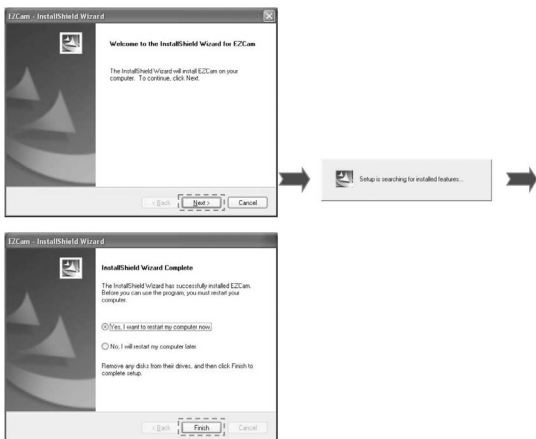 EZCam - InstallShield Wizard
Welcome to the InstallShield Wizard for EZCam
The InstallShield Wizard will install EZCam on your
computer. To continue, click Next.
< Back
Next >
Cancel
Setup is searching for installed features...
EZCam - InstallShield Wizard
InstallShield Wizard Complete
The InstallShield Wizard has successfully installed EZCam.
Before you can use the program, you must restart your
computer.
Yes, I want to restart my computer now.
No, I will restart my computer later.
Remove any disks from their drives, and then click Finish to
complete setup.
< Back
Finish
Cancel